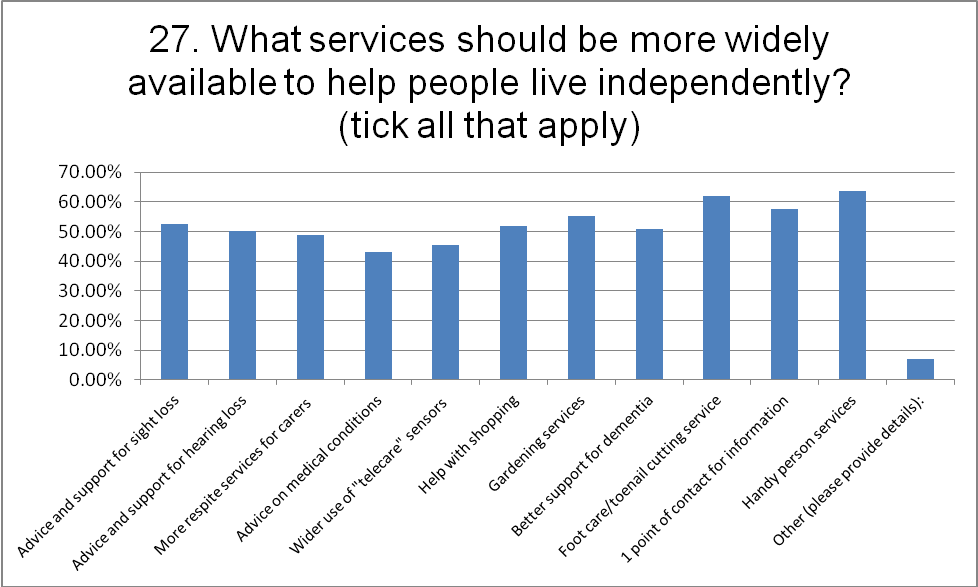 27. What services should be more widely
available to help people live independently?
(tick all that apply)
70.00%
60.00%
50.00%
40.00%
30.00%
20.00%
10.00%
0.00%
Advice and support for sight loss
Advice and support for hearing loss
More respite services for carers
Advice on medical conditions
Wider use of "telecare" sensors
Help with shopping
Gardening services
Better support for dementia
Foot care/toenail cutting service
1 point of contact for information
Handy person services
Other (please provide details):